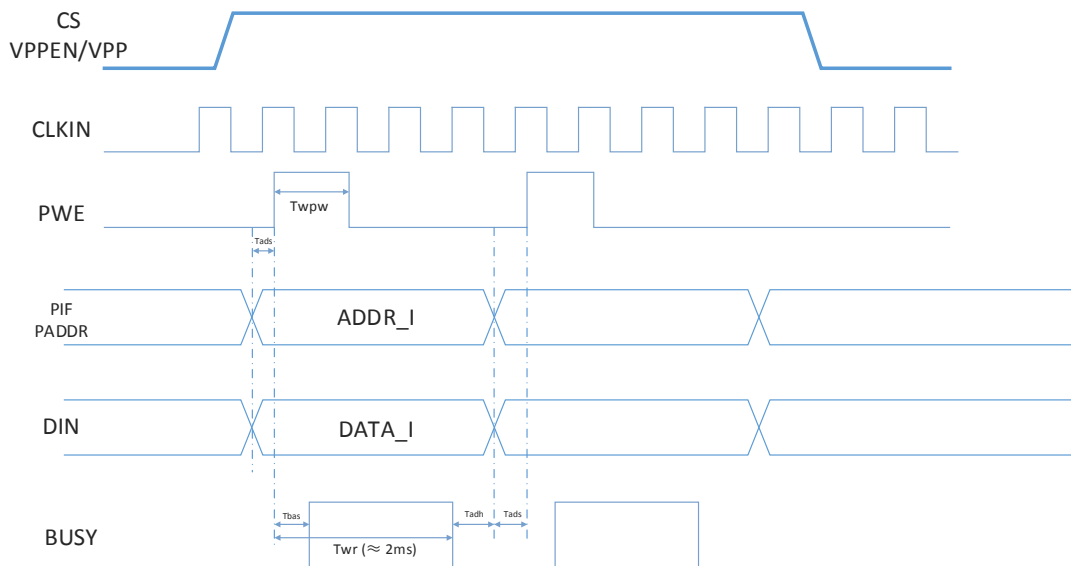 CS
VPPEN/VPP
CLKIN
Twpw
PWE
Tads
PIF
PADDR
ADDR_I
DIN
DATA_I
Tbas
Tadh
Tads
BUSY
Twr (≈ 2ms)